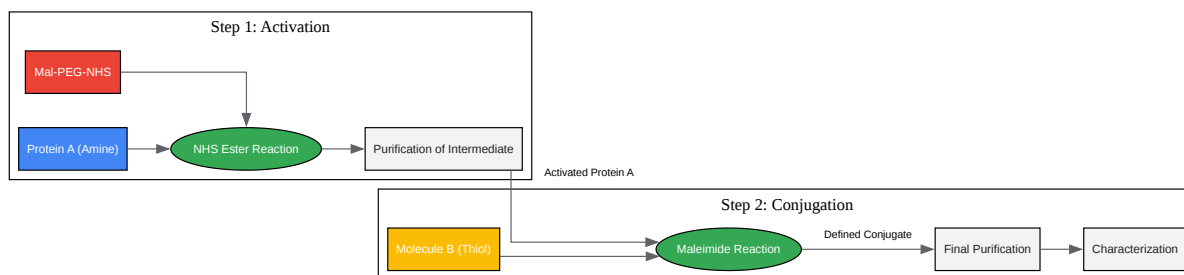 Step 1: Activation
Mal-PEG-NHS
Protein A (Amine)
NHS Ester Reaction
Purification of Intermediate
Activated Protein A
Step 2: Conjugation
Molecule B (Thiol)
Maleimide Reaction
Defined Conjugate
Final Purification
Characterization